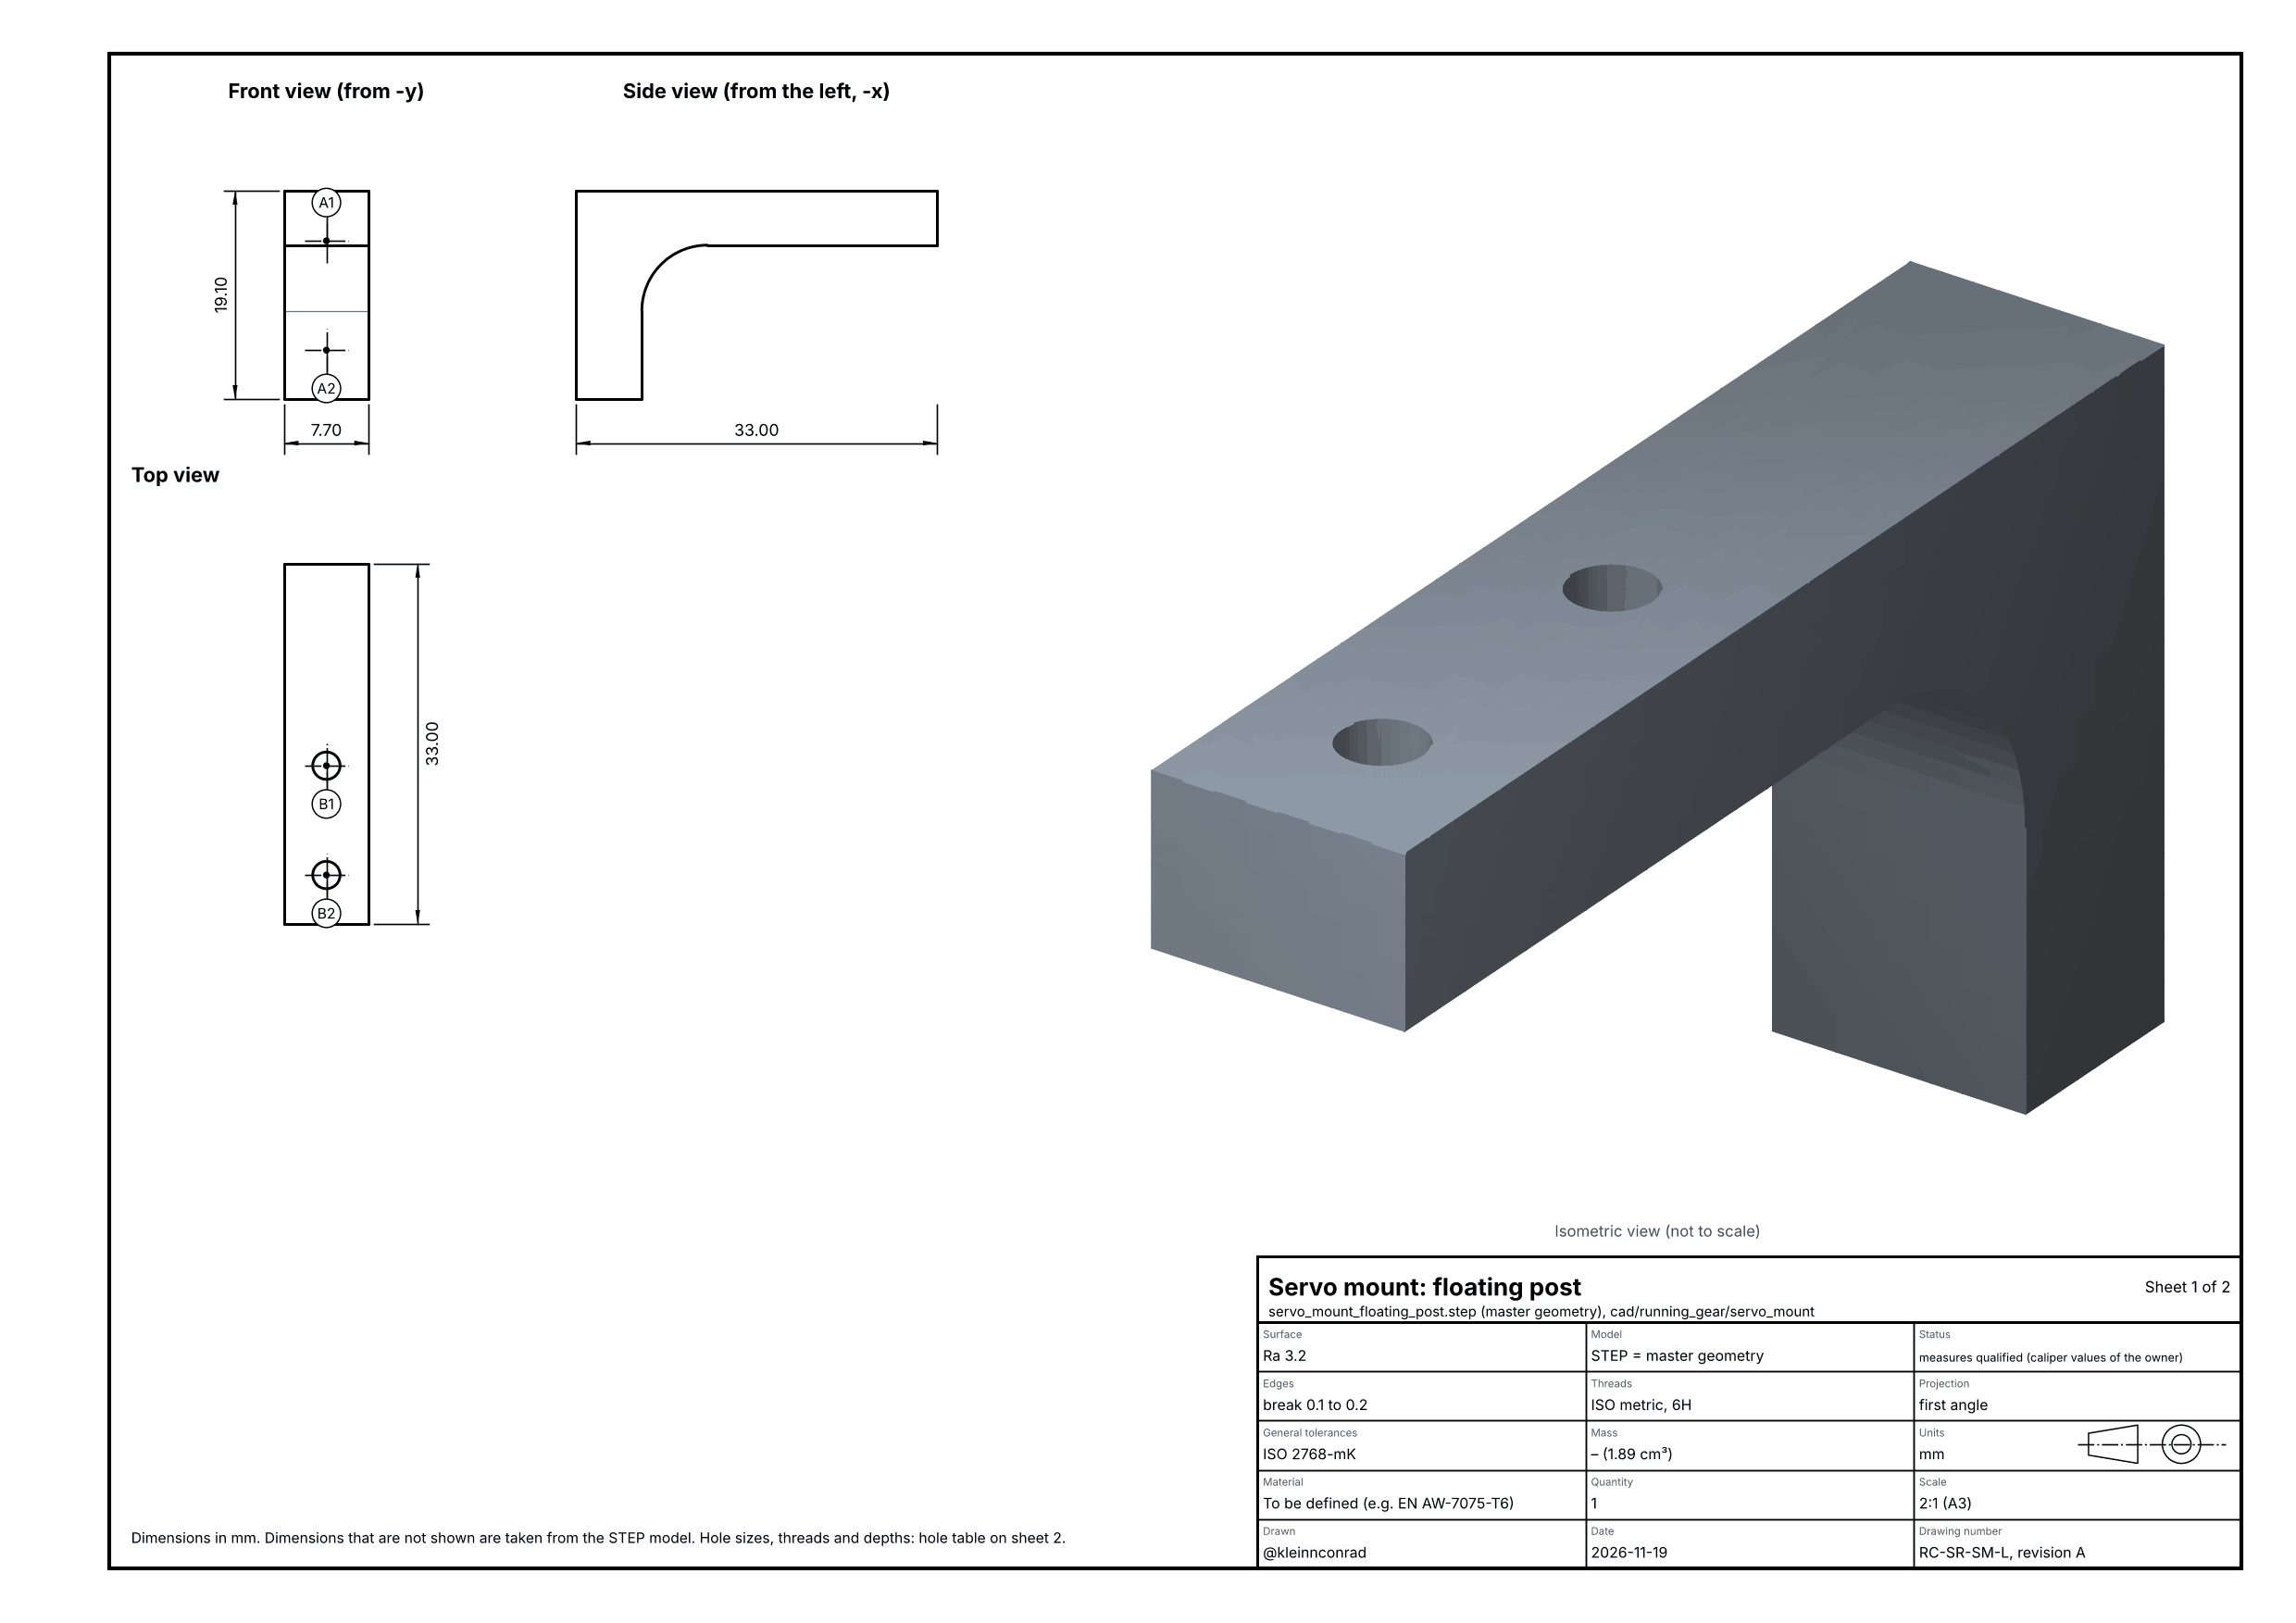 Front view (from -y)
Side view (from the left, -x)
A1
19.10
A2
7.70
33.00
Top view
33.00
B1
B2
Isometric view (not to scale)
Servo mount: floating post
Sheet 1 of 2
servo_mount_floating_post.step (master geometry), cad/running_gear/servo_mount
Surface
Ra 3.2
Model
STEP = master geometry
Status
measures qualified (caliper values of the owner)
Edges
break 0.1 to 0.2
Threads
ISO metric, 6H
Projection
first angle
General tolerances
ISO 2768-mK
Mass
– (1.89 cm³)
Units
mm
Material
To be defined (e.g. EN AW-7075-T6)
Quantity
1
Scale
2:1 (A3)
Drawn
@kleinnconrad
Date
2026-11-19
Drawing number
RC-SR-SM-L, revision A
Dimensions in mm. Dimensions that are not shown are taken from the STEP model. Hole sizes, threads and depths: hole table on sheet 2.